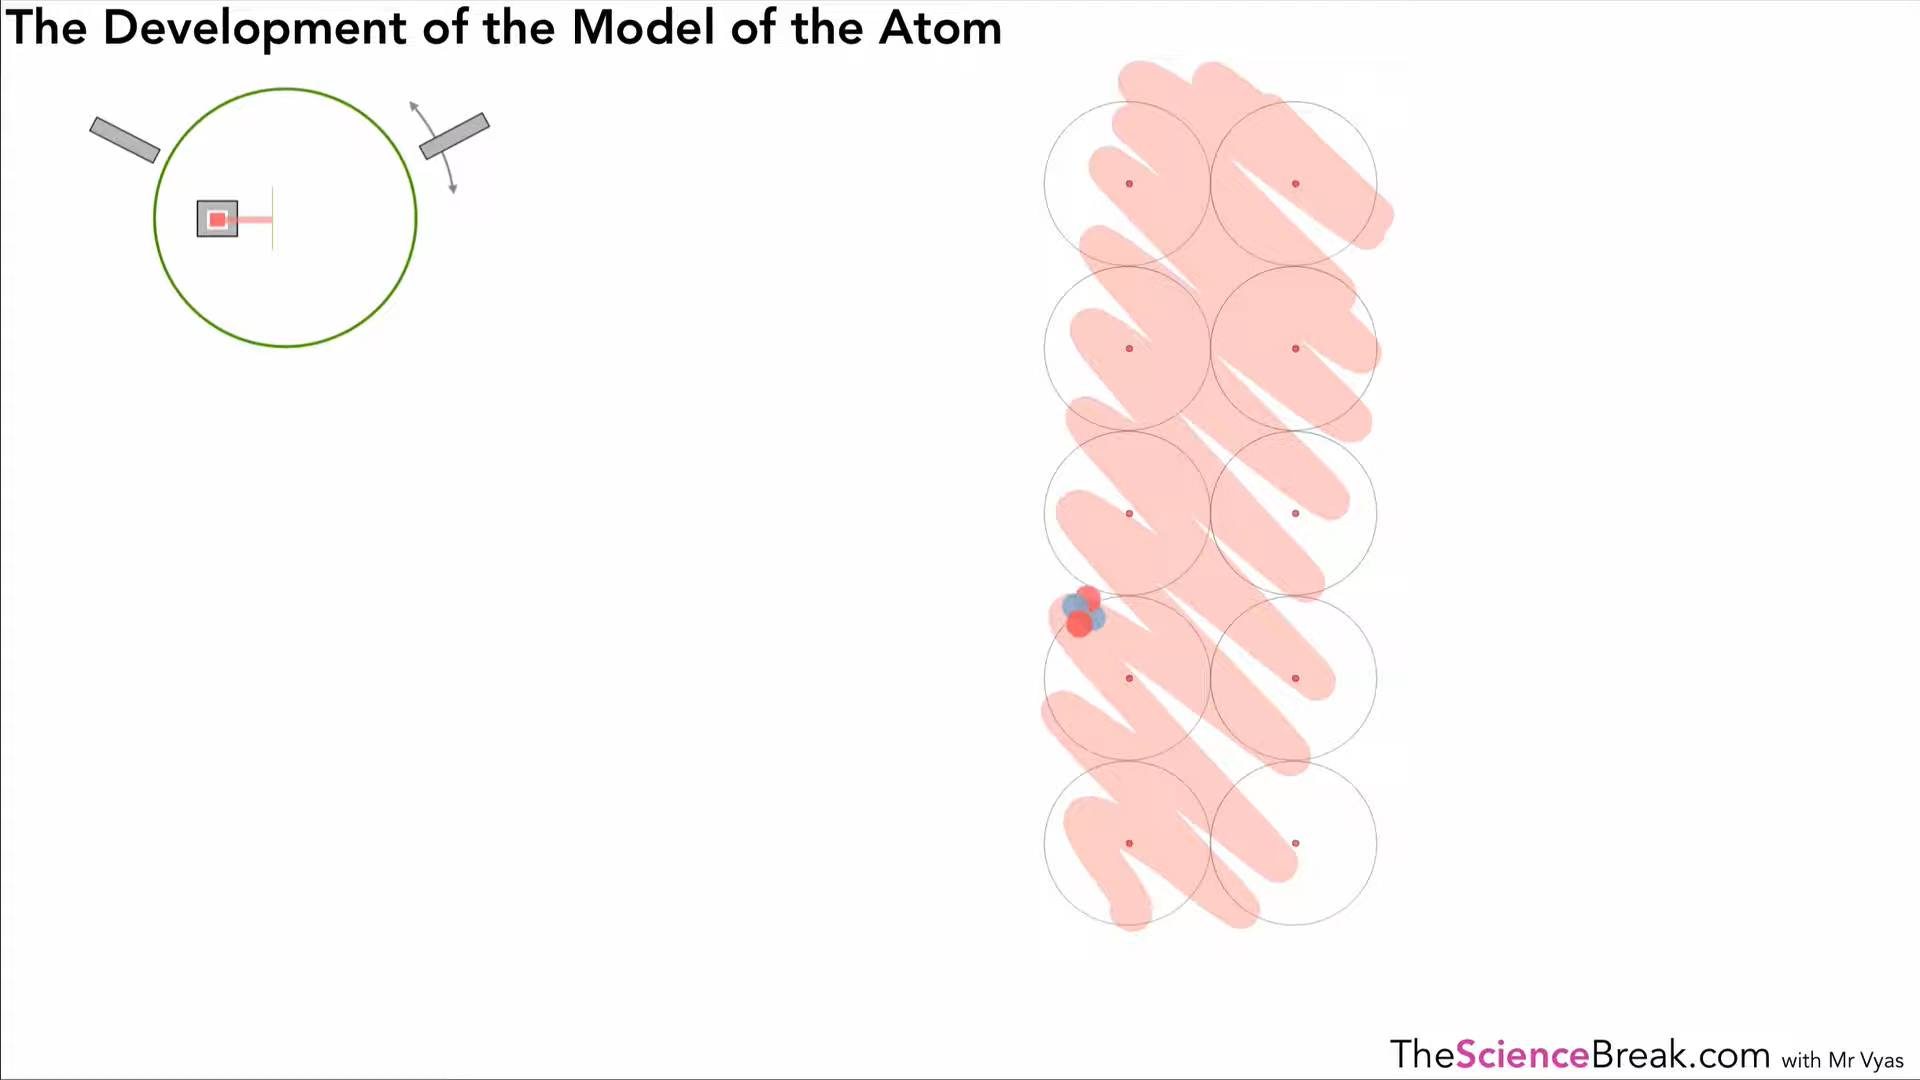 The Development of the Model of the Atom
TheScienceBreak.com with Mr Vyas